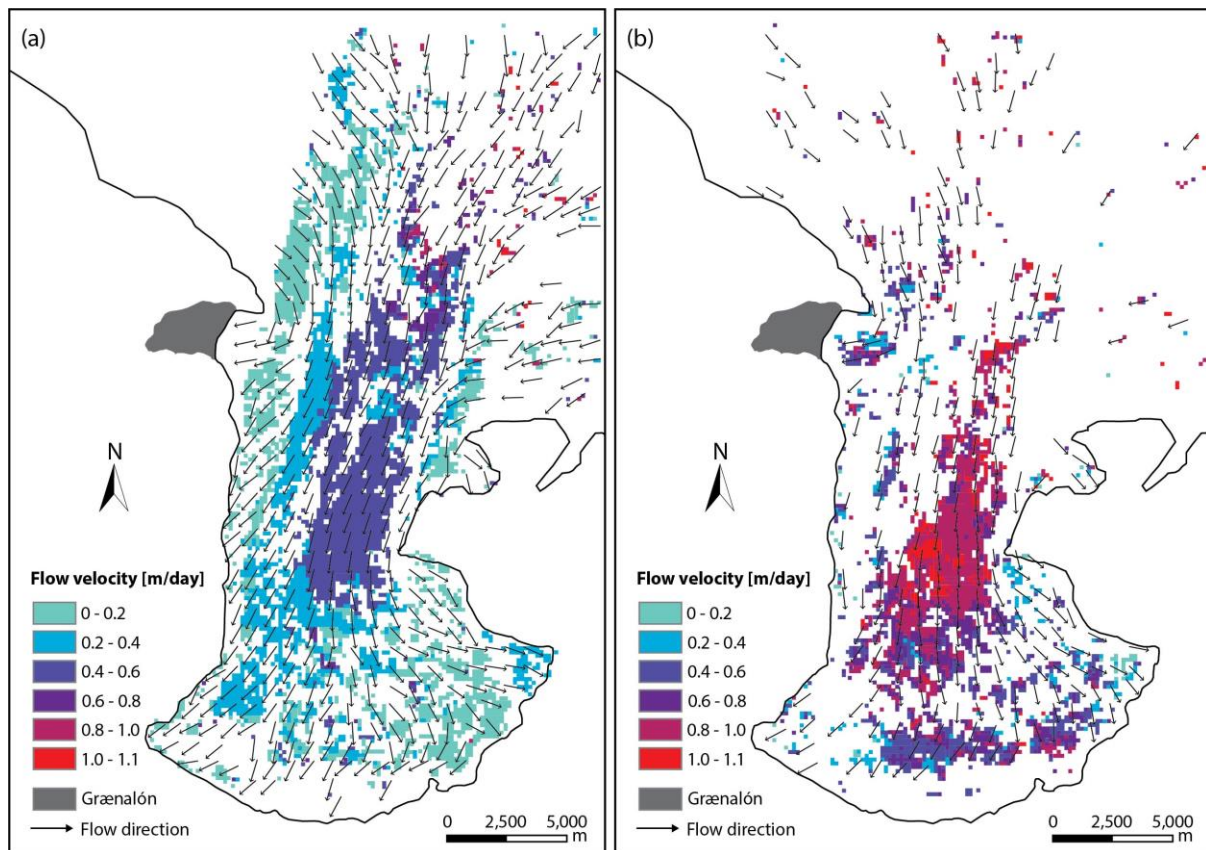 (a)
N
Flow velocity [m/day]
0 - 0.2
0.2 - 0.4
0.4 - 0.6
0.6 - 0.8
0.8 - 1.0
1.0 - 1.1
Grænalón
Flow direction
0 2,500 5,000
m
(b)
N
Flow velocity [m/day]
0 - 0.2
0.2 - 0.4
0.4 - 0.6
0.6 - 0.8
0.8 - 1.0
1.0 - 1.1
Grænalón
Flow direction
0 2,500 5,000
m